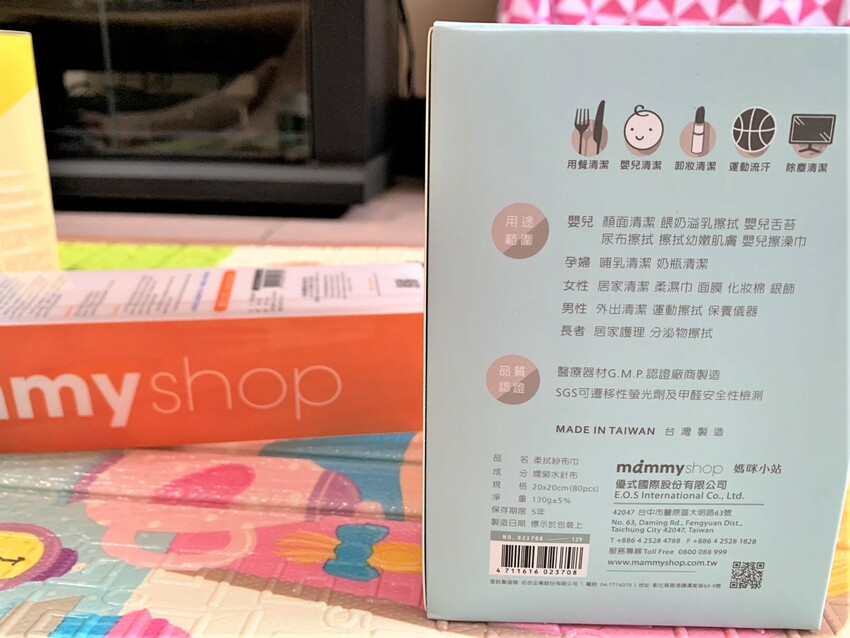 用餐清潔 嬰兒清潔 卸妝清潔 運動流汗 除塵清潔
用途
範圍
嬰兒 顏面清潔 餵奶溢乳擦拭 嬰兒舌苔
尿布擦拭 擦拭幼嫩肌膚 嬰兒擦澡巾
孕婦 哺乳清潔 奶瓶清潔
女性 居家清潔 柔濕巾 面膜 化妝棉 銀飾
男性 外出清潔 運動擦拭 保養儀器
長者 居家護理 分泌物擦拭
品質
認證
醫療器材G.M.P.認證廠商製造
SGS可遷移性螢光劑及甲醛安全性檢測
MADE IN TAIWAN 台灣製造
品名 柔拭紗布巾
成分 嫘縈水針布
規格 20x20cm(80pcs)
淨重 130g±5%
保存期限 5年
製造日期 標示於包裝上
NO. 023708 129
4 711616 023708
mammyshop 媽咪小站
優式國際股份有限公司
E.O.S International Co., Ltd.
42047 台中市豐原區大明路63號
No. 63, Daming Rd., Fengyuan Dist.,
Taichung City 42047, Taiwan
T +886 4 2528 4788 F +886 4 2528 1828
服務專線 Toll Free 0800 088 999
www.mammyshop.com.tw
mmyshop